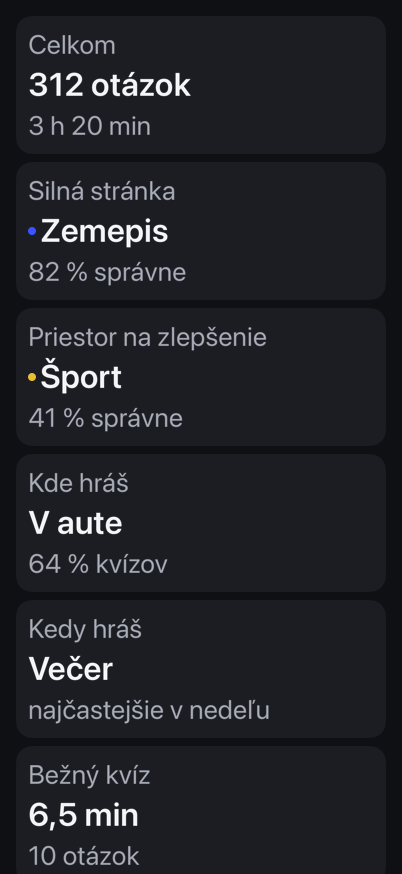 Celkom
312 otázok
3 h 20 min
Silná stránka
Zemepis
82 % správne
Priestor na zlepšenie
Šport
41 % správne
Kde hráš
V aute
64 % kvízov
Kedy hráš
Večer
najčastejšie v nedeľu
Bežný kvíz
6,5 min
10 otázok